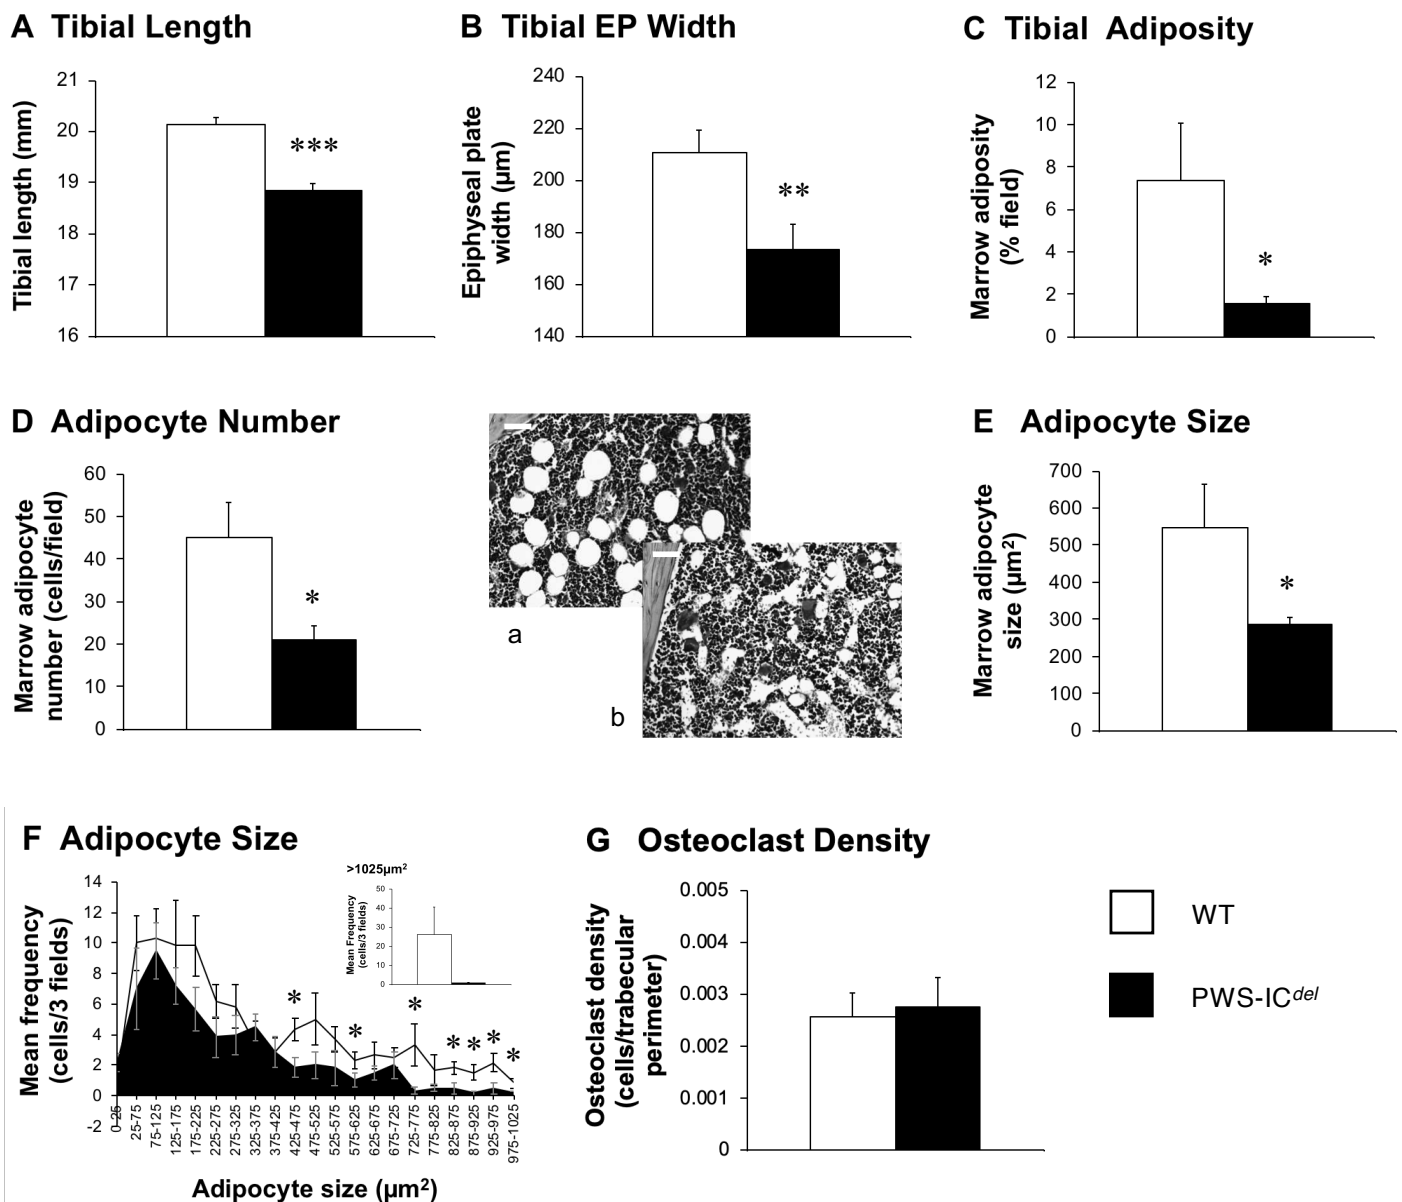 A Tibial Length
Tibial length (mm)
21
20
19
18
17
16
***
B Tibial EP Width
Epiphyseal plate
width (µm)
240
220
200
180
160
140
**
C Tibial Adiposity
Marrow adiposity
(% field)
12
10
8
6
4
2
0
*
D Adipocyte Number
Marrow adipocyte
number (cells/field)
60
50
40
30
20
10
0
*
a
b
E Adipocyte Size
Marrow adipocyte
size (µm²)
700
600
500
400
300
200
100
0
*
F Adipocyte Size
Mean frequency
(cells/3 fields)
14
12
10
8
6
4
2
0
-2
* * * * * * *
0-25
25-75
75-125
125-175
175-225
225-275
275-325
325-375
375-425
425-475
475-525
525-575
575-625
625-675
675-725
725-775
775-825
825-875
875-925
925-975
975-1025
Adipocyte size (µm²)
>1025µm²
Mean Frequency
(cells/3 fields)
50
40
30
20
10
0
G Osteoclast Density
Osteoclast density
(cells/trabecular
perimeter)
0.005
0.004
0.003
0.002
0.001
0
WT
PWS-ICdel